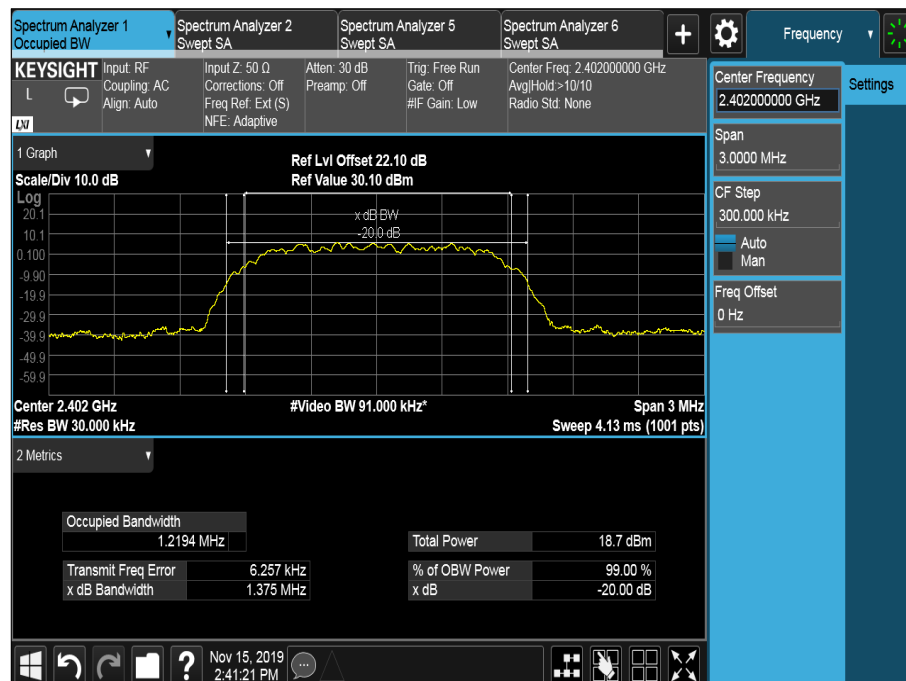 Spectrum Analyzer 1
Occupied BW
Spectrum Analyzer 2
Swept SA
Spectrum Analyzer 5
Swept SA
Spectrum Analyzer 6
Swept SA
+
Frequency
KEYSIGHT
L
LXI
Input: RF
Coupling: AC
Align: Auto
Input Z: 50 Ω
Corrections: Off
Freq Ref: Ext (S)
NFE: Adaptive
Atten: 30 dB
Preamp: Off
Trig: Free Run
Gate: Off
#IF Gain: Low
Center Freq: 2.402000000 GHz
Avg|Hold:>10/10
Radio Std: None
Center Frequency
2.402000000 GHz
Settings
Span
3.0000 MHz
CF Step
300.000 kHz
Auto
Man
Freq Offset
0 Hz
1 Graph
Ref Lvl Offset 22.10 dB
Scale/Div 10.0 dB
Ref Value 30.10 dBm
Log
20.1
10.1
0.100
-9.90
-19.9
-29.9
-39.9
-49.9
-59.9
x dB BW
-20.0 dB
Center 2.402 GHz
#Video BW 91.000 kHz*
Span 3 MHz
#Res BW 30.000 kHz
Sweep 4.13 ms (1001 pts)
2 Metrics
Occupied Bandwidth
1.2194 MHz
Total Power
18.7 dBm
Transmit Freq Error
6.257 kHz
% of OBW Power
99.00 %
x dB Bandwidth
1.375 MHz
x dB
-20.00 dB
?
Nov 15, 2019
2:41:21 PM